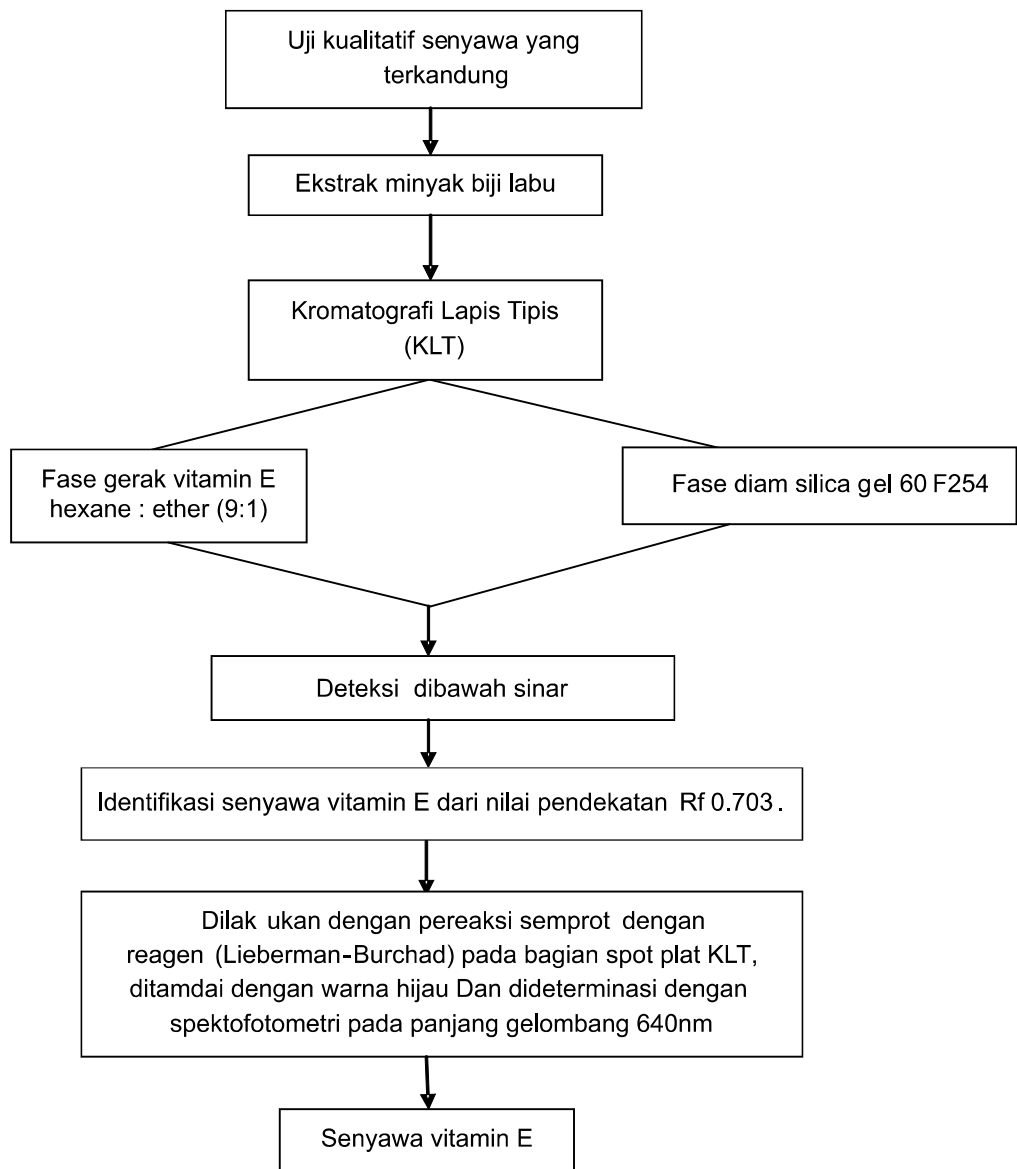 Uji kualitatif senyawa yang
terkandung
Ekstrak minyak biji labu
Kromatografi Lapis Tipis
(KLT)
Fase gerak vitamin E
hexane : ether (9:1)
Fase diam silica gel 60 F254
Deteksi dibawah sinar
Identifikasi senyawa vitamin E dari nilai pendekatan Rf 0.703.
Dilak ukan dengan pereaksi semprot dengan
reagen (Lieberman-Burchad) pada bagian spot plat KLT,
ditamdai dengan warna hijau Dan dideterminasi dengan
spektofotometri pada panjang gelombang 640nm
Senyawa vitamin E